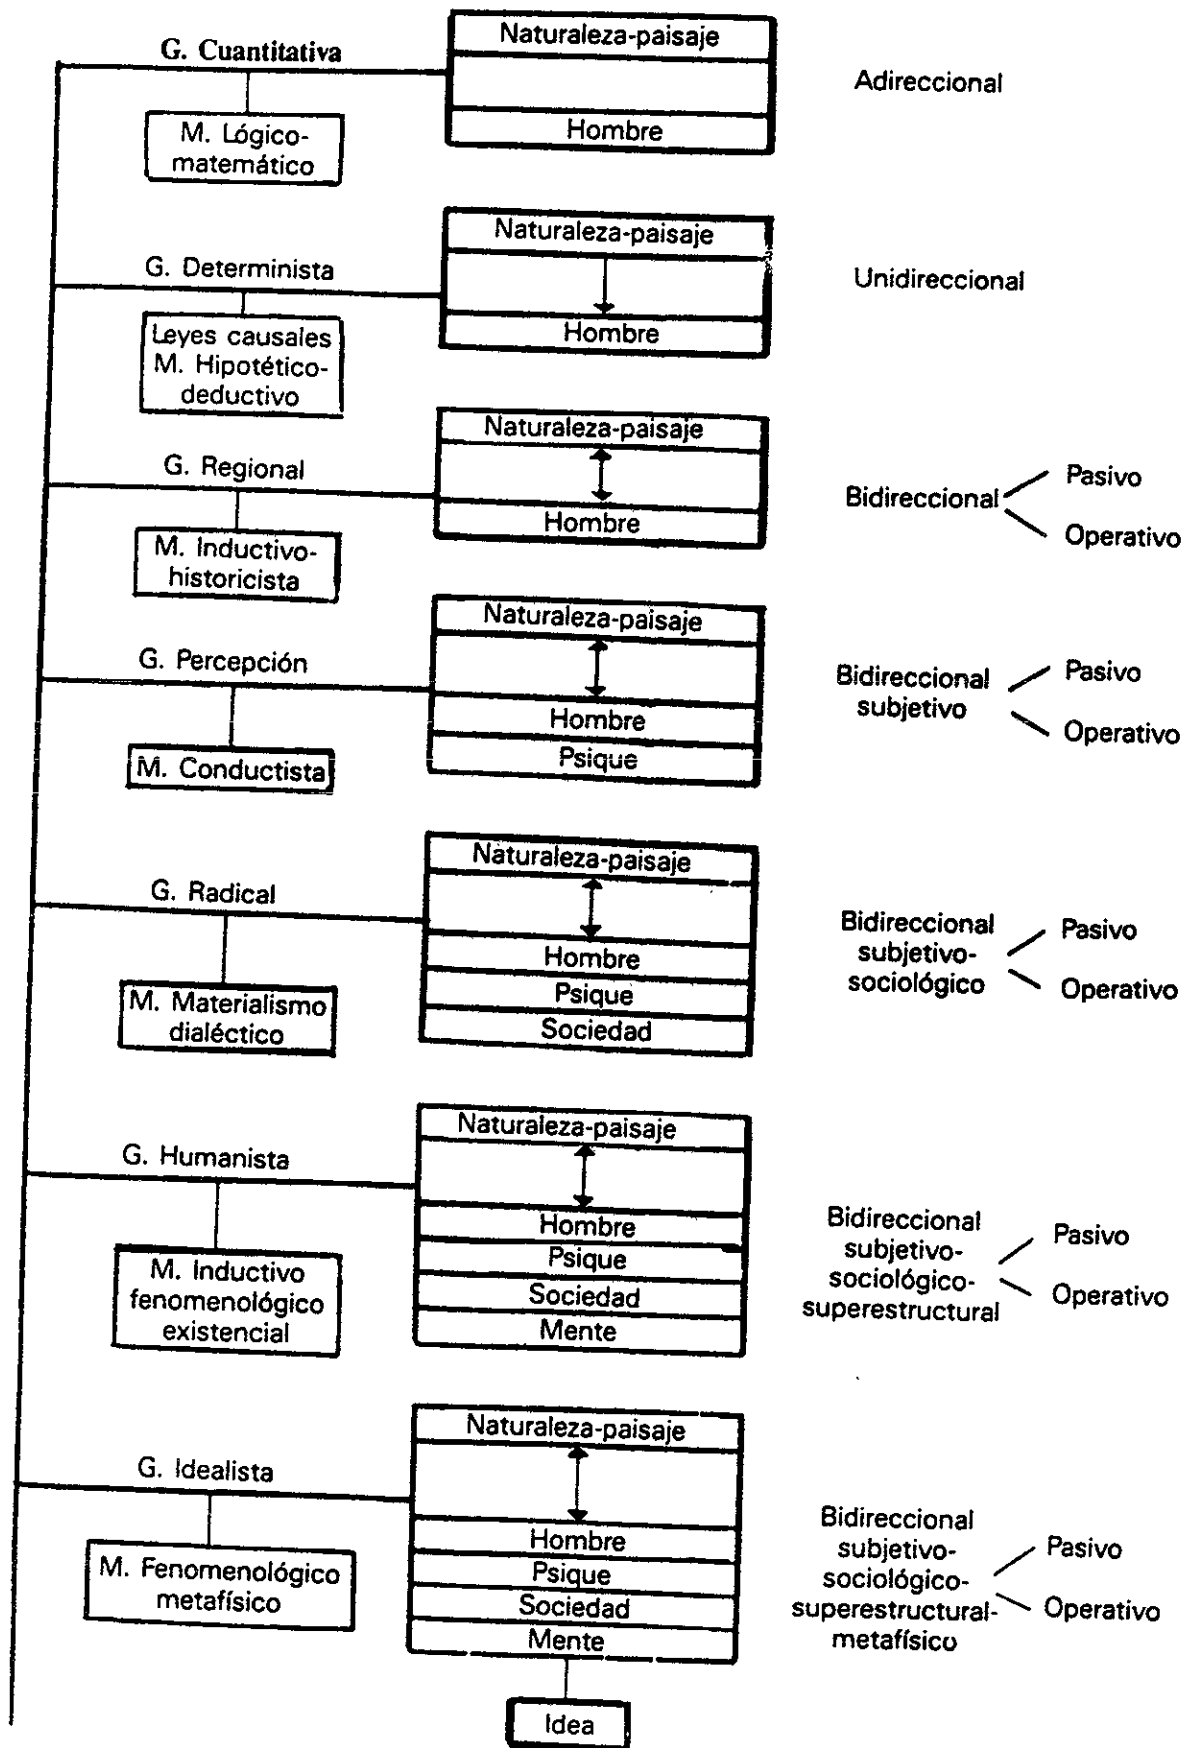 G. Cuantitativa
M. Lógico-
matemático
Naturaleza-paisaje
Hombre
Adireccional
G. Determinista
Leyes causales
M. Hipotético-
deductivo
Naturaleza-paisaje
Hombre
Unidireccional
G. Regional
M. Inductivo-
historicista
Naturaleza-paisaje
Hombre
Bidireccional
Pasivo
Operativo
G. Percepción
M. Conductista
Naturaleza-paisaje
Hombre
Psique
Bidireccional
subjetivo
Pasivo
Operativo
G. Radical
M. Materialismo
dialéctico
Naturaleza-paisaje
Hombre
Psique
Sociedad
Bidireccional
subjetivo-
sociológico
Pasivo
Operativo
G. Humanista
M. Inductivo
fenomenológico
existencial
Naturaleza-paisaje
Hombre
Psique
Sociedad
Mente
Bidireccional
subjetivo-
sociológico-
superestructural
Pasivo
Operativo
G. Idealista
M. Fenomenológico
metafísico
Naturaleza-paisaje
Hombre
Psique
Sociedad
Mente
Idea
Bidireccional
subjetivo-
sociológico-
superestructural-
metafísico
Pasivo
Operativo